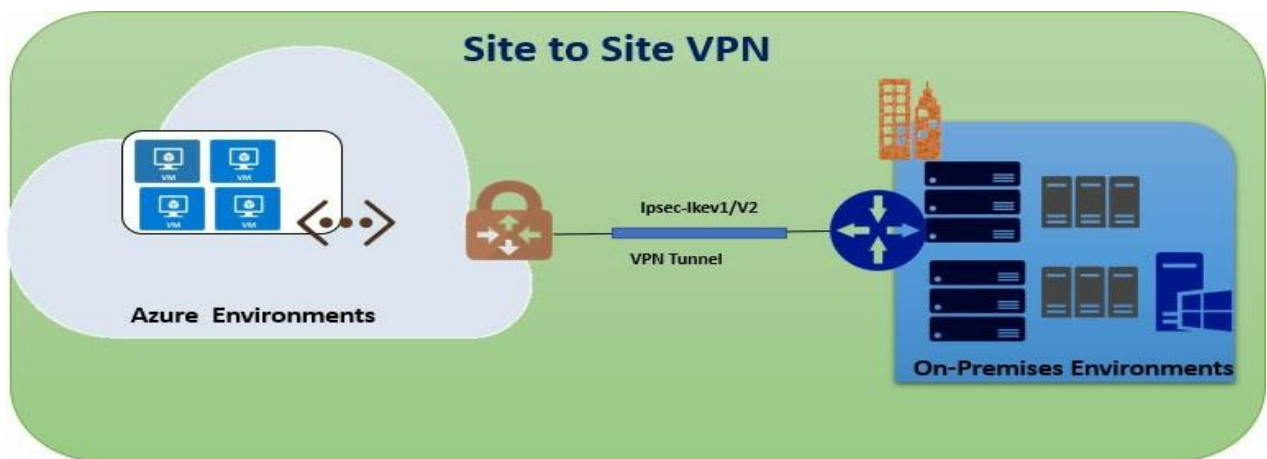 Site to Site VPN
VM
VM
VM
VM
Ipsec-Ikev1/V2
VPN Tunnel
Azure Environments
On-Premises Environments